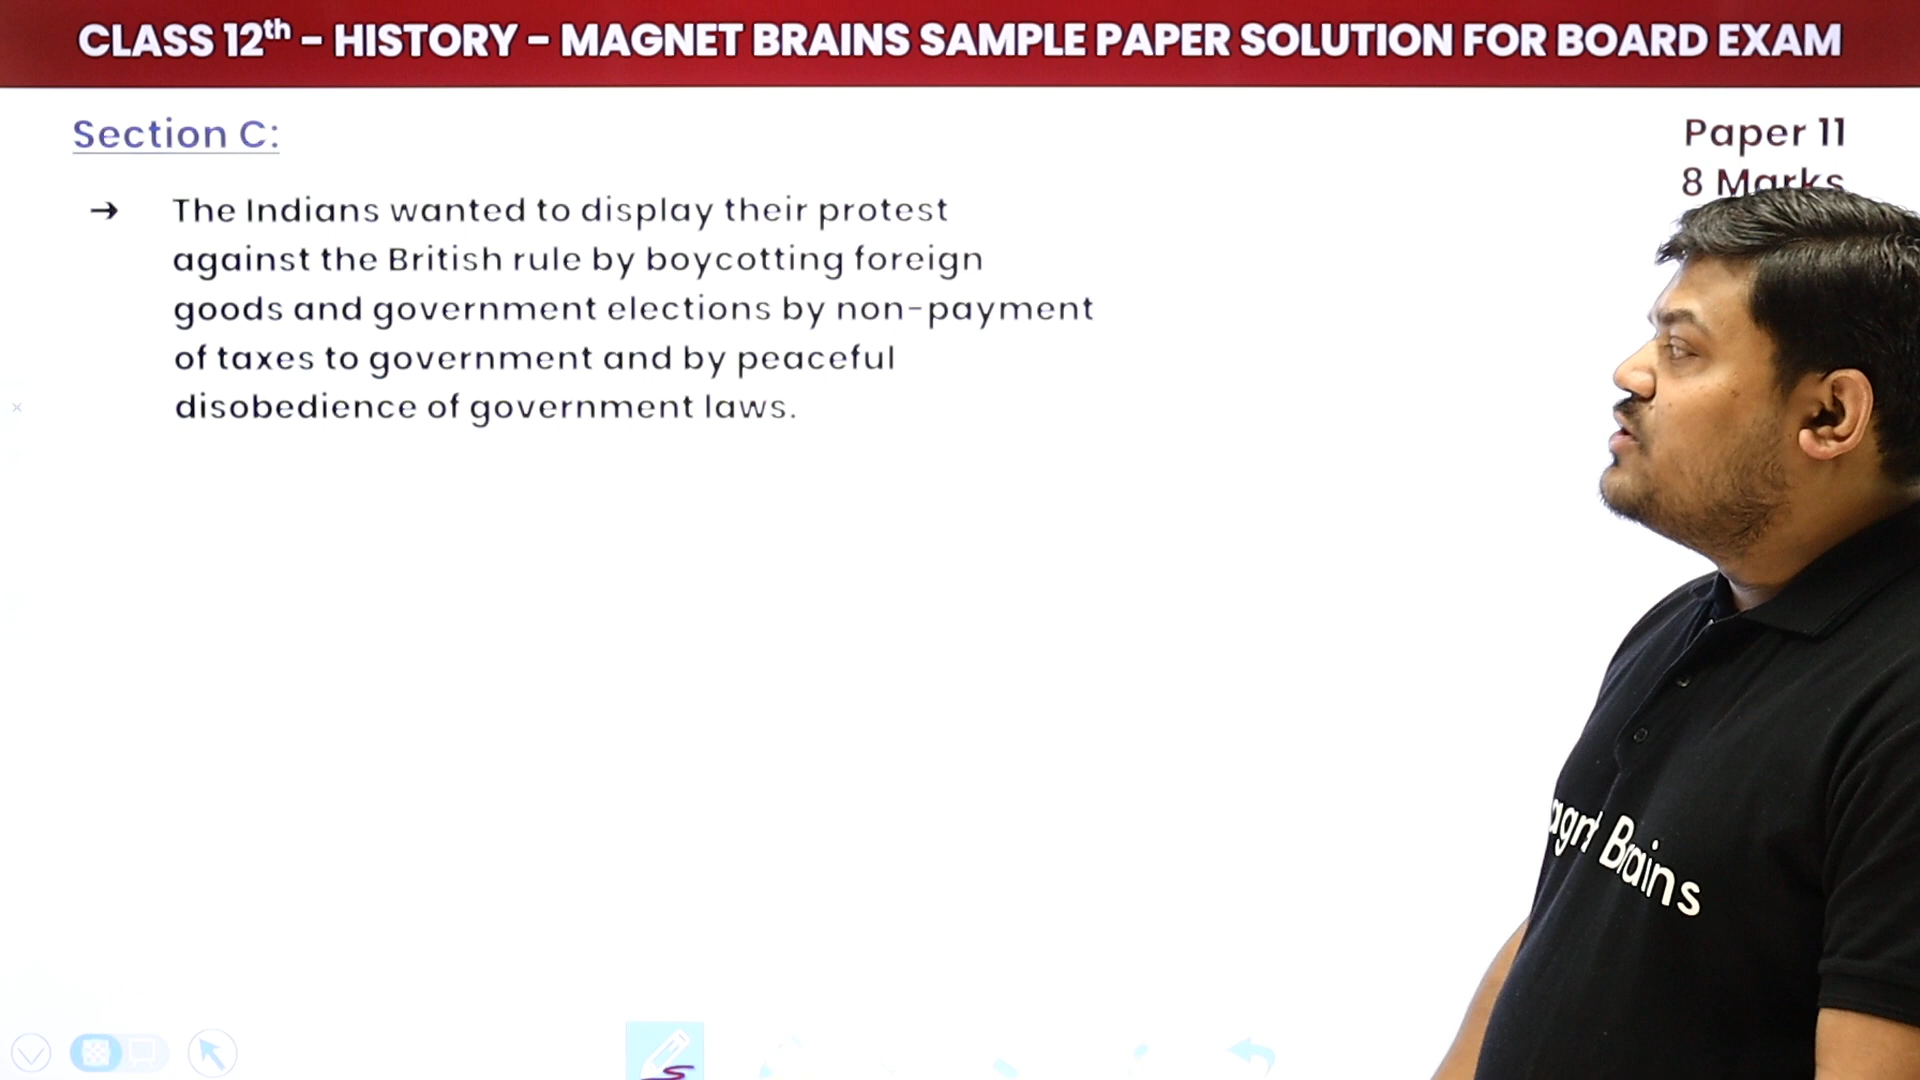 CLASS 12th - HISTORY - MAGNET BRAINS SAMPLE PAPER SOLUTION FOR BOARD EXAM
Section C:
Paper 11
8 Marks
→ The Indians wanted to display their protest
against the British rule by boycotting foreign
goods and government elections by non-payment
of taxes to government and by peaceful
disobedience of government laws.
Brains